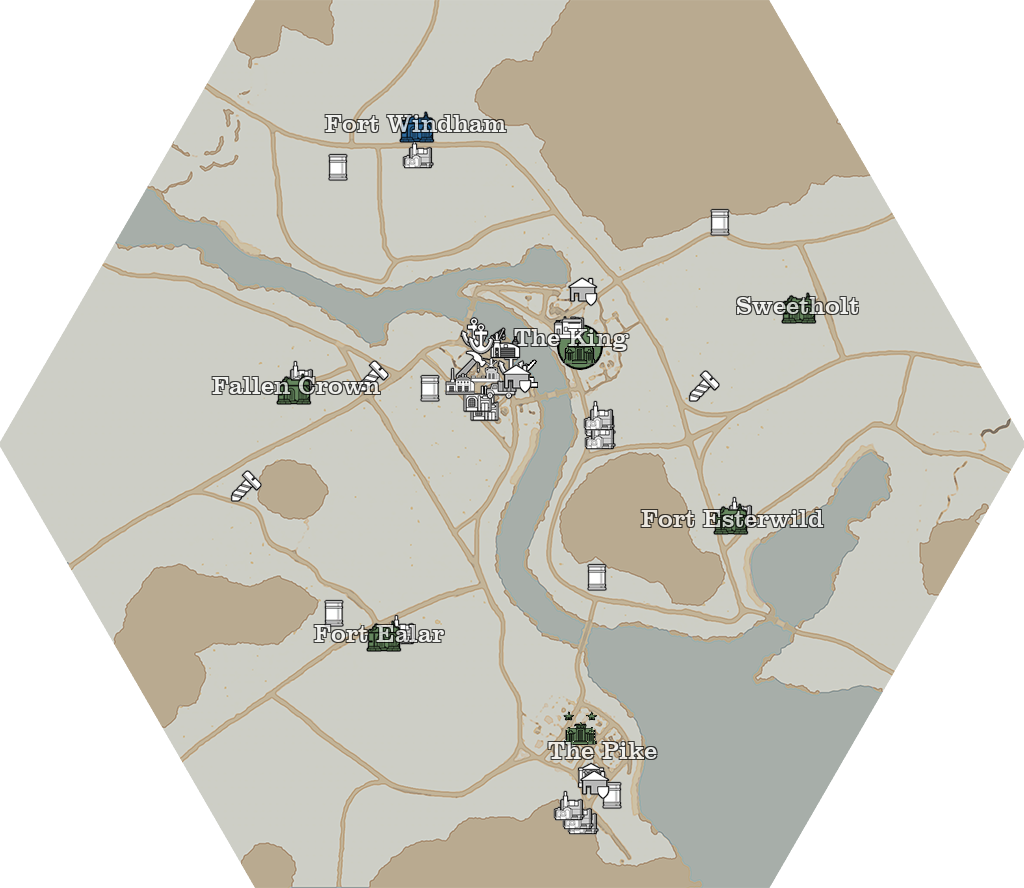 Fort Windham
Sweetholt
The King
Fallen Crown
Fort Esterwild
Fort Ealar
The Pike